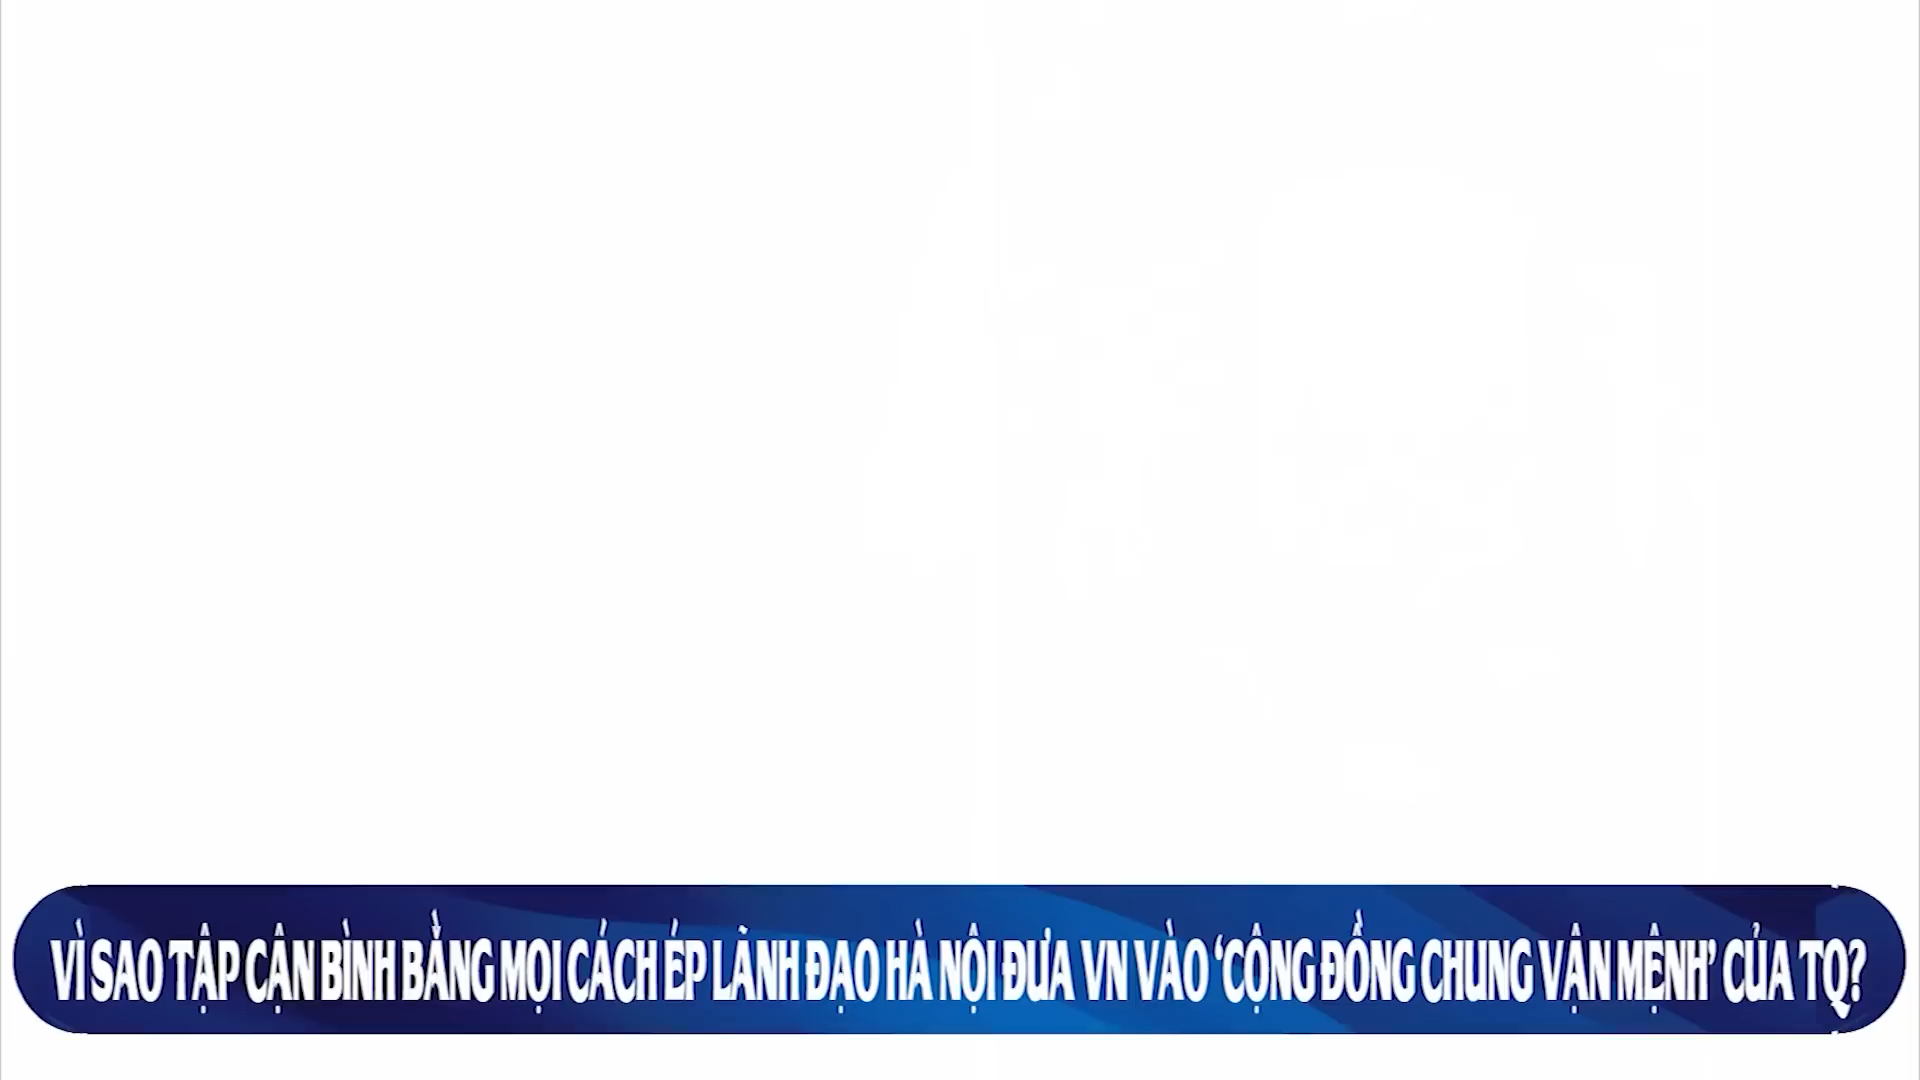 VÌ SAO TẬP CẬN BÌNH BẰNG MỌI CÁCH ÉP LÃNH ĐẠO HÀ NỘI ĐƯA VN VÀO ‘CỘNG ĐỒNG CHUNG VẬN MỆNH’ CỦA TQ?